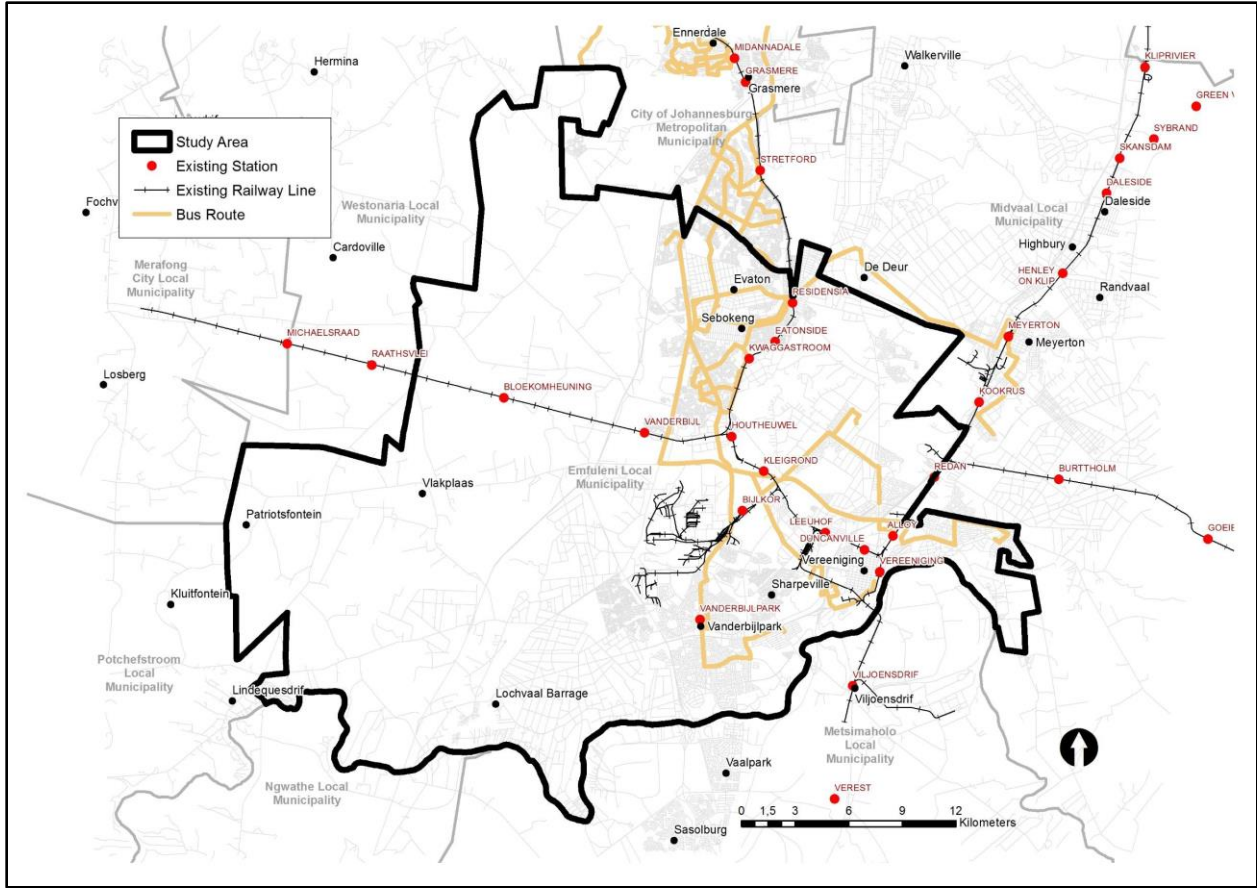 Ennerdale
Hermina
MIDANNADALE
Walkerville
KLIPRIVIER
GRASMERE
Grasmere
GREEN V
City of Johannesburg
Metropolitan
Municipality
Study Area
Existing Station
Existing Railway Line
Bus Route
SYBRAND
SKANSDAM
STRETFORD
DALESIDE
Daleside
Fochv
Westonaria Local
Municipality
Midvaal Local
Municipality
Cardoville
Highbury
Merafong
City Local
Municipality
De Deur
HENLEY
ON KLIP
Evaton
Randvaal
RESIDENSIA
Sebokeng
EATONSIDE
MEYERTON
Meyerton
MICHAELSRAAD
KWAGGASTROOM
RAATHSVLEI
Losberg
BLOEKOMHEUNING
KOOKRUS
VANDERBIJL
HOUTHEUWEL
Emfuleni Local
Municipality
KLEIGROND
REDAN
BURTTHOLM
Vlakplaas
BIJLKOR
Patriotsfontein
LEEUHOF
ALLOY
GOEIE
DUNCANVILLE
Vereeniging
VEREENIGING
Sharpeville
Kluitfontein
VANDERBIJLPARK
Vanderbijlpark
Potchefstroom
Local
Municipality
Lindequesdrif
Lochvaal Barrage
VILJOENSDRIF
Viljoensdrif
Metsimaholo
Local
Municipality
Vaalpark
Ngwathe Local
Municipality
VEREST
0 1,5 3 6 9 12
Kilometers
Sasolburg